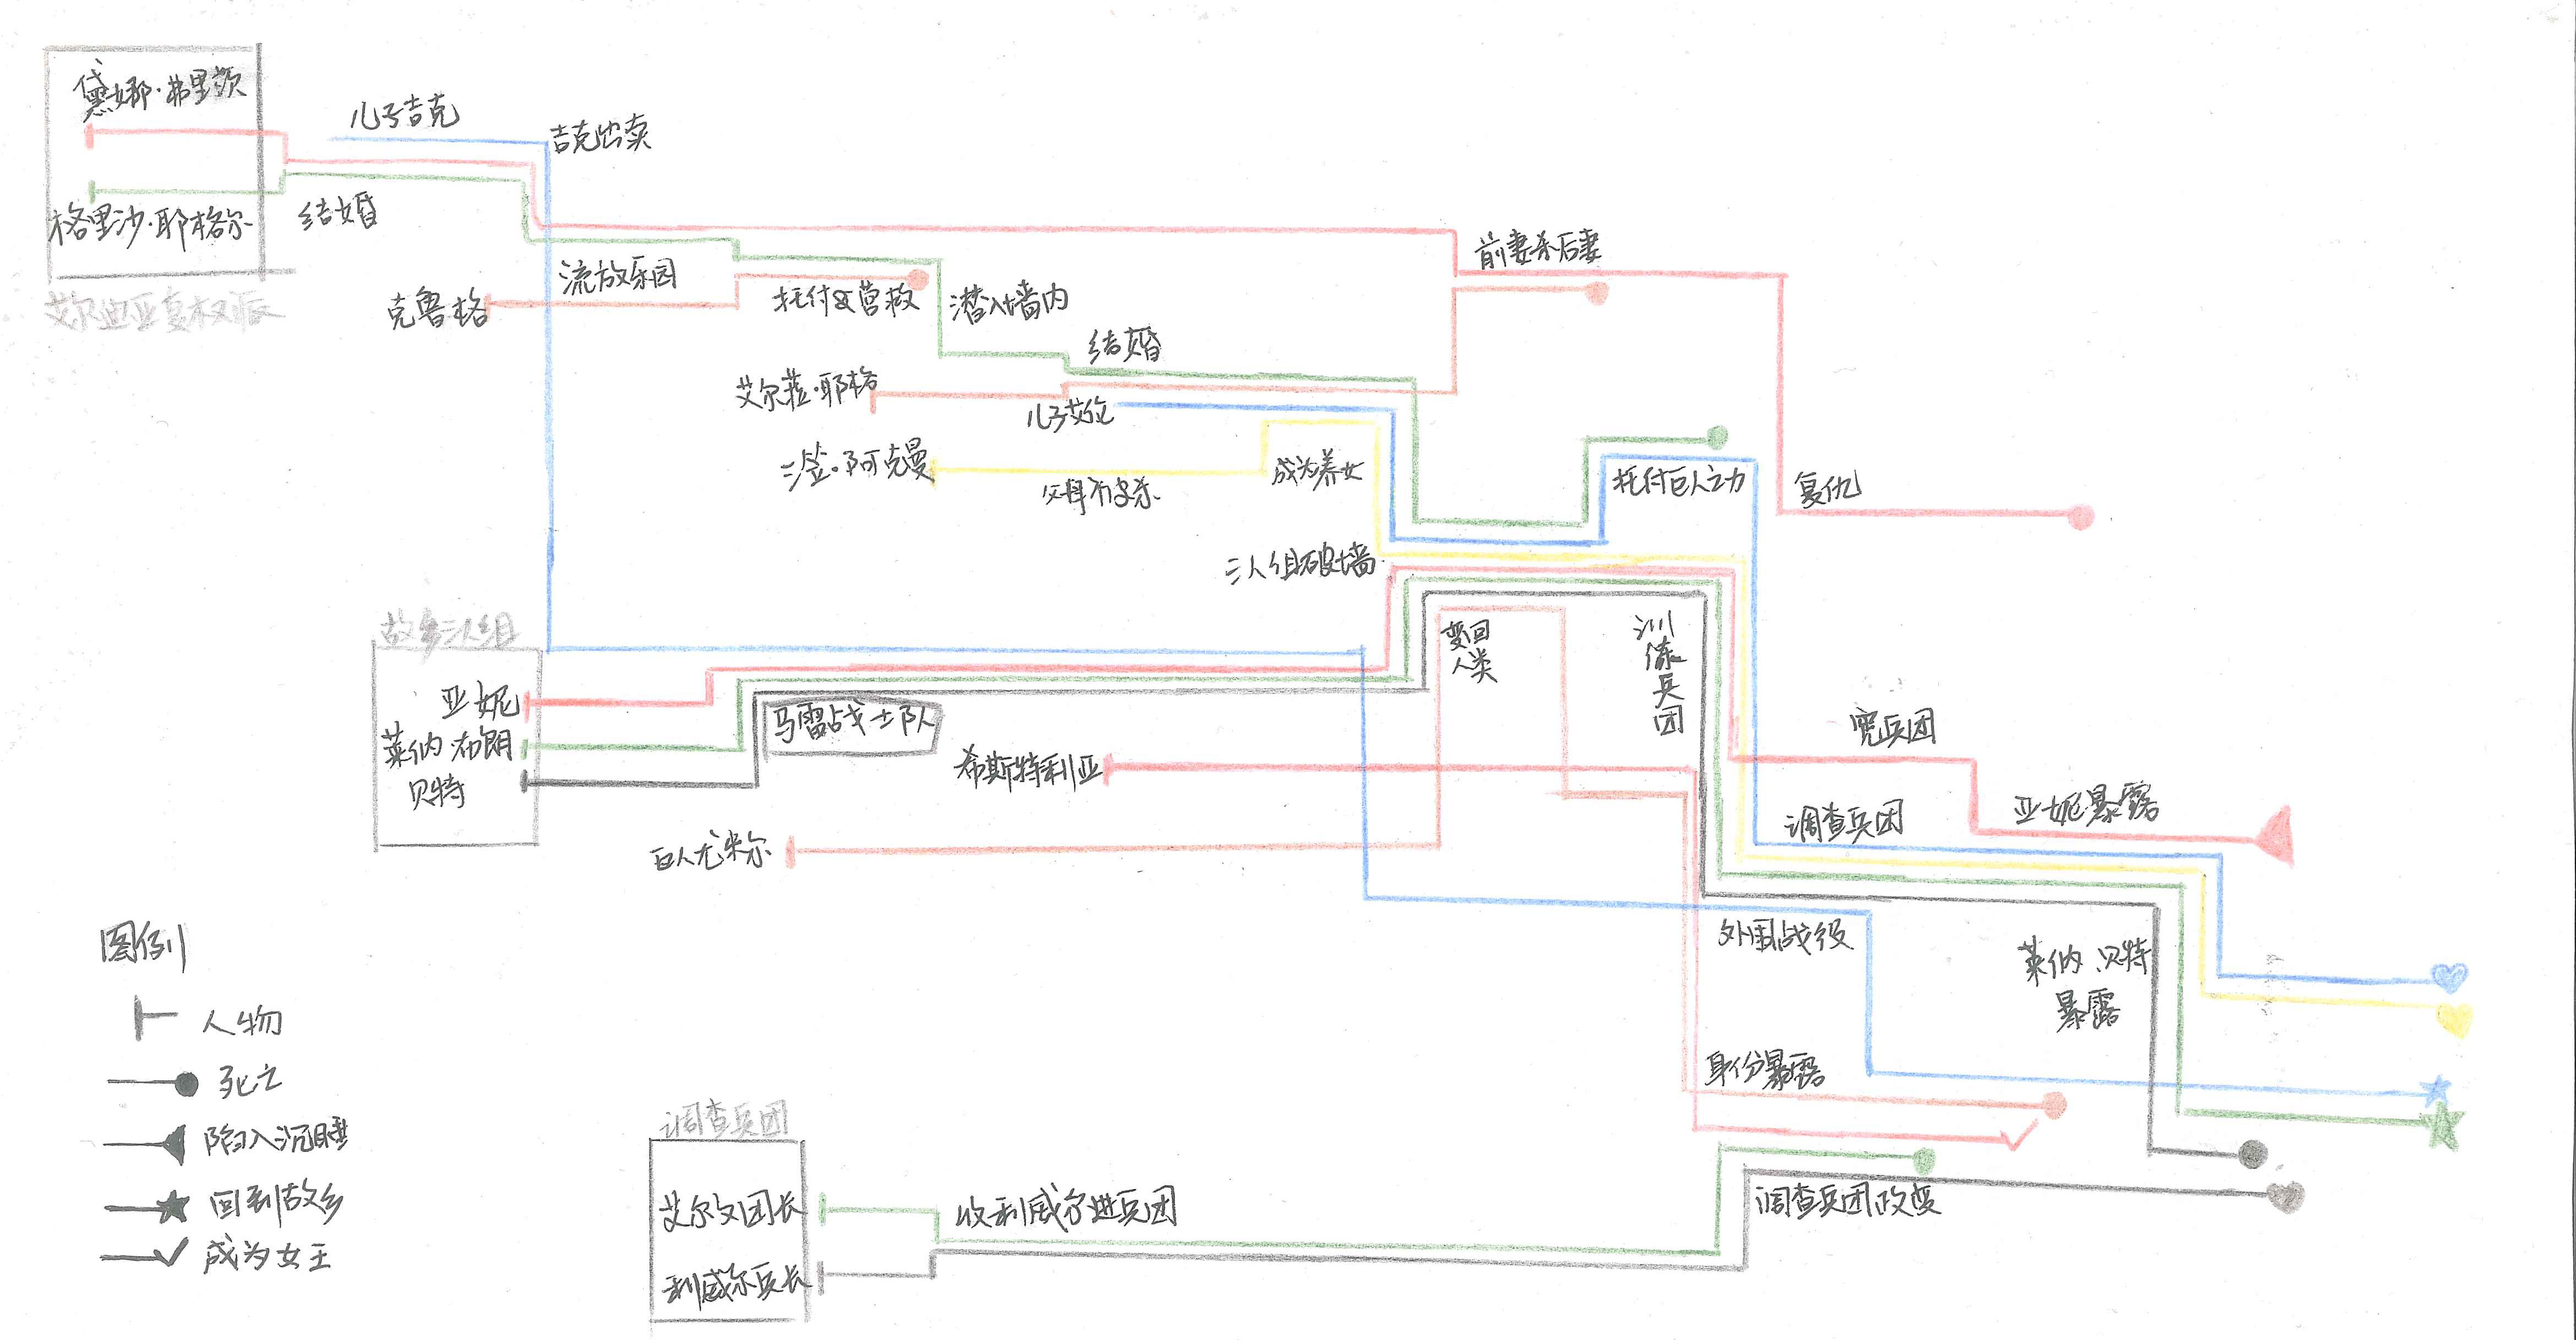 黛娜·弗里茨
儿子吉克
吉克出卖
格里沙·耶格尔
结婚
前妻杀后妻
艾尔迪亚复权派
克鲁格
流放乐园
托付&营救
潜入墙内
结婚
艾尔菈·耶格
儿子艾伦
三笠·阿克曼
父母被杀
成为养女
托付巨人之力
复仇
三人组破墙
故乡三人组
变回
人类
训练兵团
亚妮
莱纳·布朗
贝特
马雷战士队
希斯特利亚
宪兵团
巨人尤米尔
调查兵团
亚妮暴露
外围战役
莱纳、贝特
暴露
图例
人物
死亡
陷入沉睡
回到故乡
成为女王
身份暴露
调查兵团
艾尔文团长
利威尔兵长
收利威尔进兵团
调查兵团政变